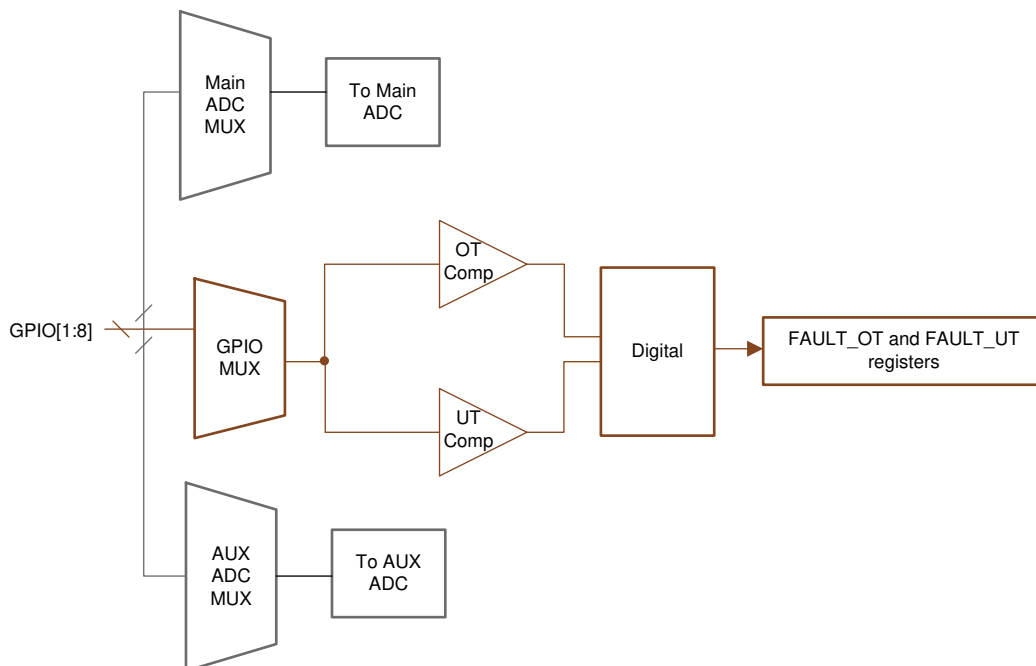 Main
ADC
MUX
To Main
ADC
GPIO[1:8]
GPIO
MUX
OT
Comp
UT
Comp
Digital
FAULT_OT and FAULT_UT
registers
AUX
ADC
MUX
To AUX
ADC